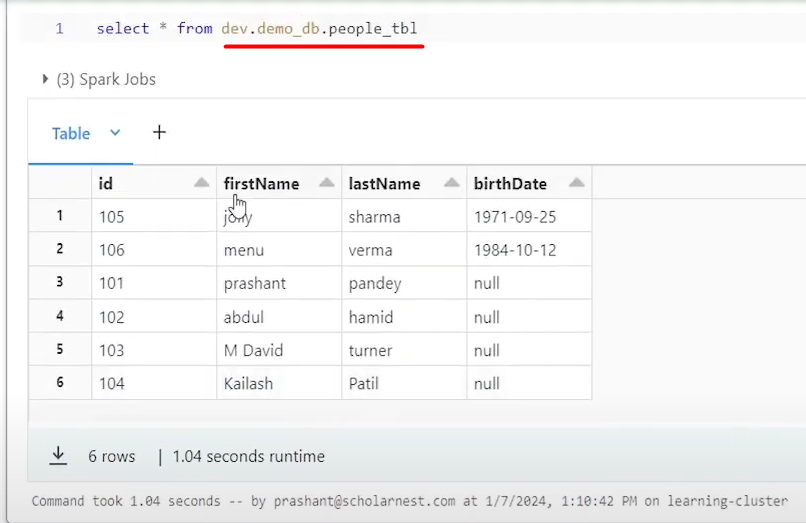 1 select * from dev.demo_db.people_tbl
(3) Spark Jobs
Table +
id firstName lastName birthDate
1 105 jolly sharma 1971-09-25
2 106 menu verma 1984-10-12
3 101 prashant pandey null
4 102 abdul hamid null
5 103 M David turner null
6 104 Kailash Patil null
6 rows | 1.04 seconds runtime
Command took 1.04 seconds -- by prashant@scholarnest.com at 1/7/2024, 1:10:42 PM on learning-cluster